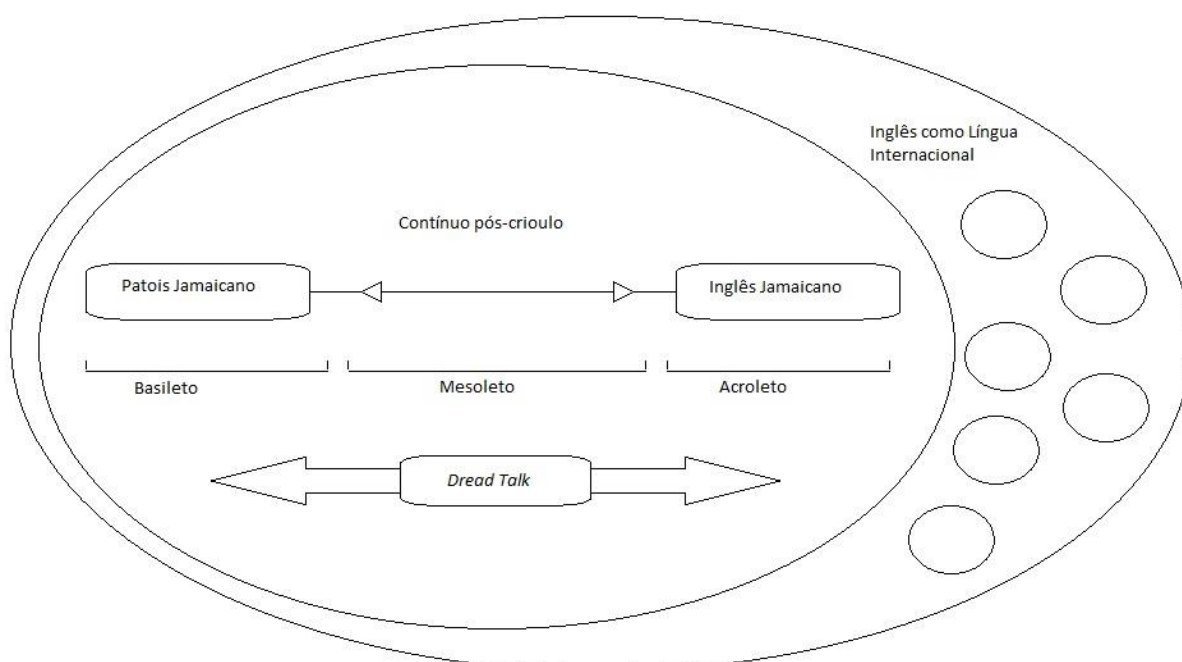 Inglês como Língua
Internacional
Contínuo pós-crioulo
Patois Jamaicano
Inglês Jamaicano
Basileto
Mesoleto
Acroleto
Dread Talk